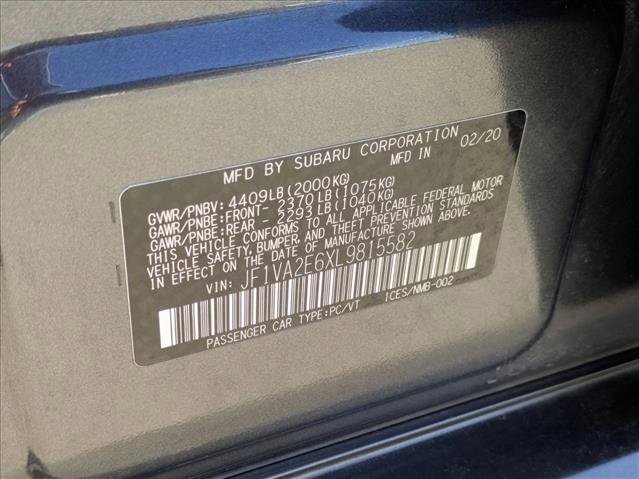 MFD BY SUBARU CORPORATION
MFD IN 02/20
GVWR/PNBV: 4409LB(2000KG)
GAWR/PNBE:FRONT- 2370LB(1075KG)
GAWR/PNBE:REAR - 2293LB(1040KG)
THIS VEHICLE CONFORMS TO ALL APPLICABLE FEDERAL MOTOR
VEHICLE SAFETY, BUMPER, AND THEFT PREVENTION STANDARDS
IN EFFECT ON THE DATE OF MANUFACTURE SHOWN ABOVE.
VIN: JF1VA2E6XL9815582
PASSENGER CAR TYPE:PC/VT ICES/NMB-002